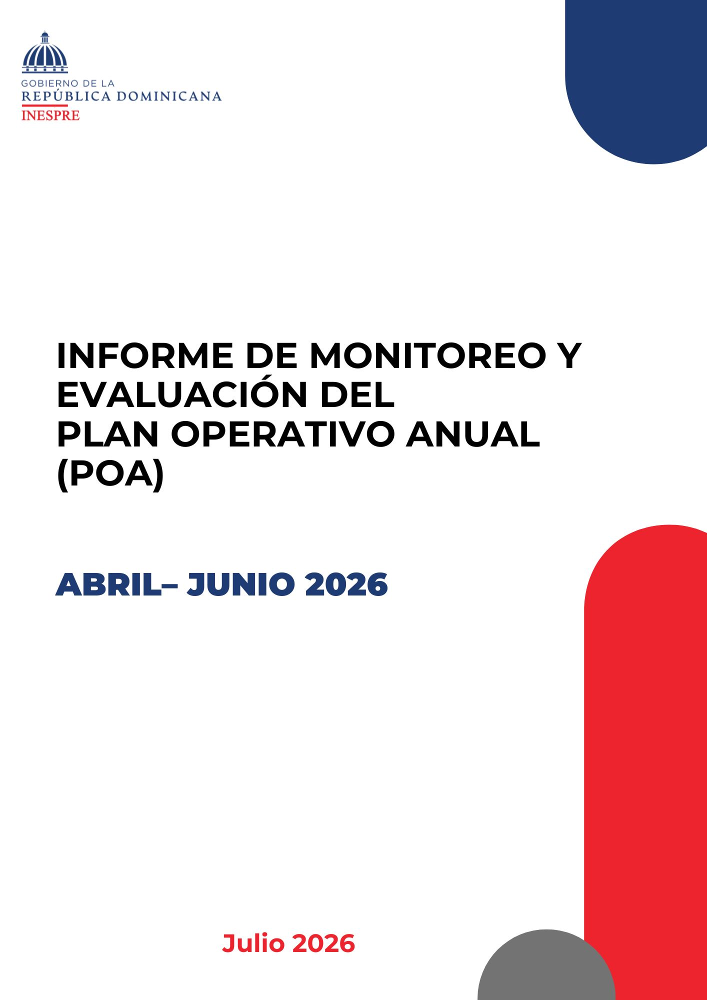 GOBIERNO DE LA
REPÚBLICA DOMINICANA
INESPRE
INFORME DE MONITOREO Y
EVALUACIÓN DEL
PLAN OPERATIVO ANUAL
(POA)
ABRIL– JUNIO 2026
Julio 2026